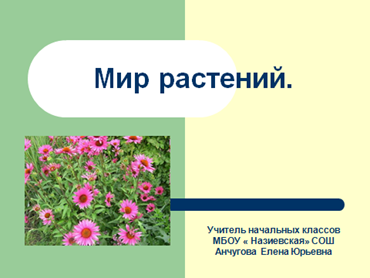 Мир растений.
Учитель начальных классов
МБОУ « Назиевская» СОШ
Анчугова Елена Юрьевна